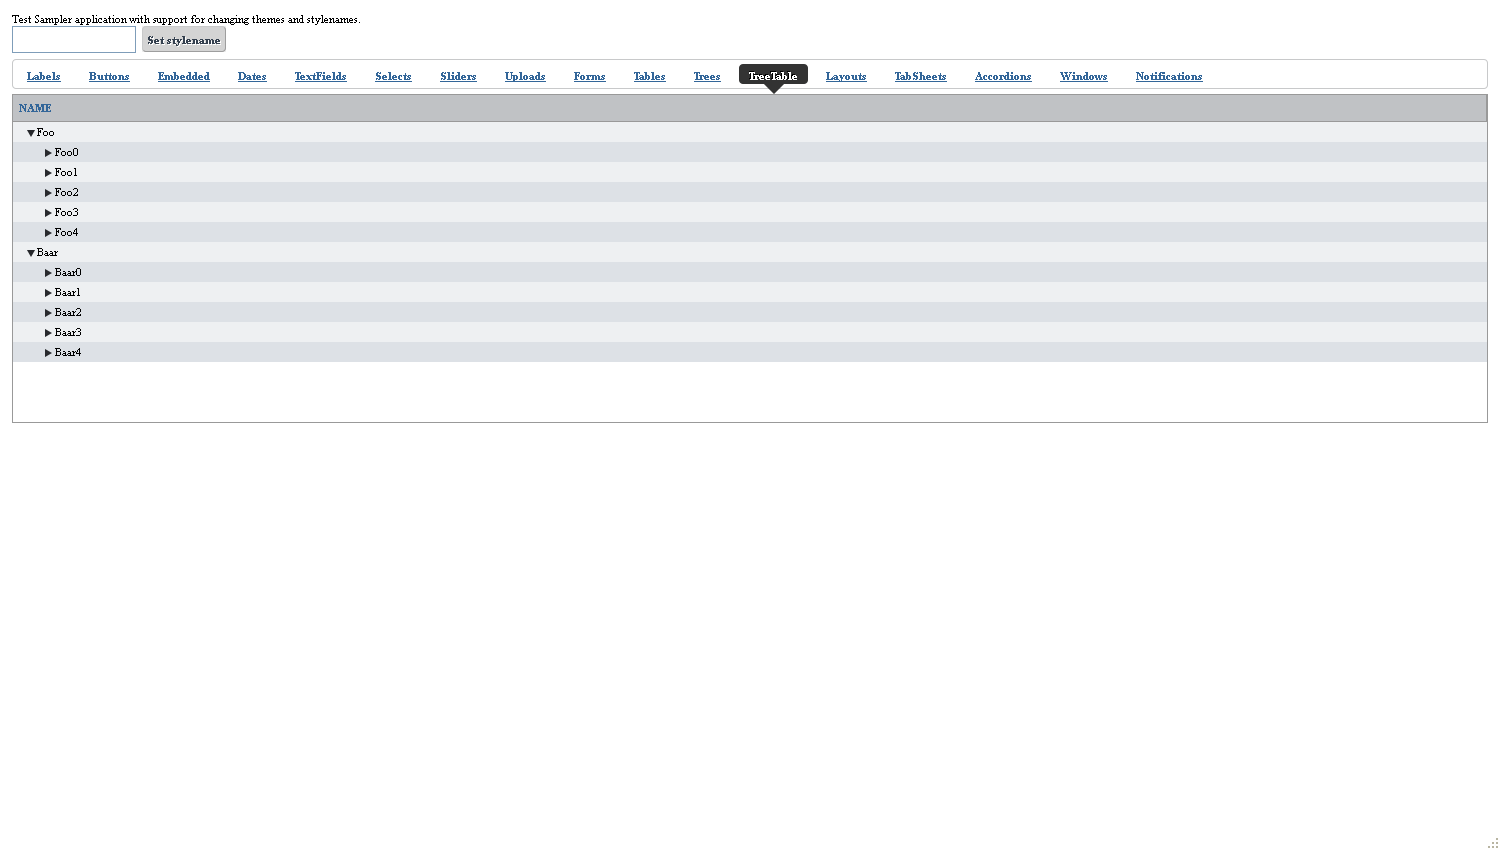 Test Sampler application with support for changing themes and stylenames.
Set stylename
Labels Buttons Embedded Dates TextFields Selects Sliders Uploads Forms Tables Trees TreeTable Layouts TabSheets Accordions Windows Notifications
NAME
Foo
Foo0
Foo1
Foo2
Foo3
Foo4
Baar
Baar0
Baar1
Baar2
Baar3
Baar4